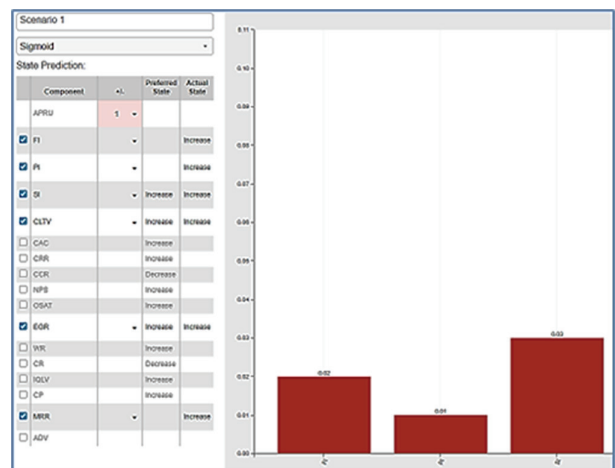 Scenario 1
Sigmoid
State Prediction:
Component +/- Preferred State Actual State
APRU 1
FI Increase
PI Increase
SI Increase Increase
CLTV Increase Increase
CAC Increase
CRR Increase
CCR Decrease
NPS Increase
OSAT Increase
EGR Increase Increase
WR Increase
CR Decrease
IQLV Increase
CP Increase
MRR Increase
ADV
0.11
0.10
0.09
0.08
0.07
0.06
0.05
0.04
0.03
0.02
0.01
0.00
0.02
0.01
0.03